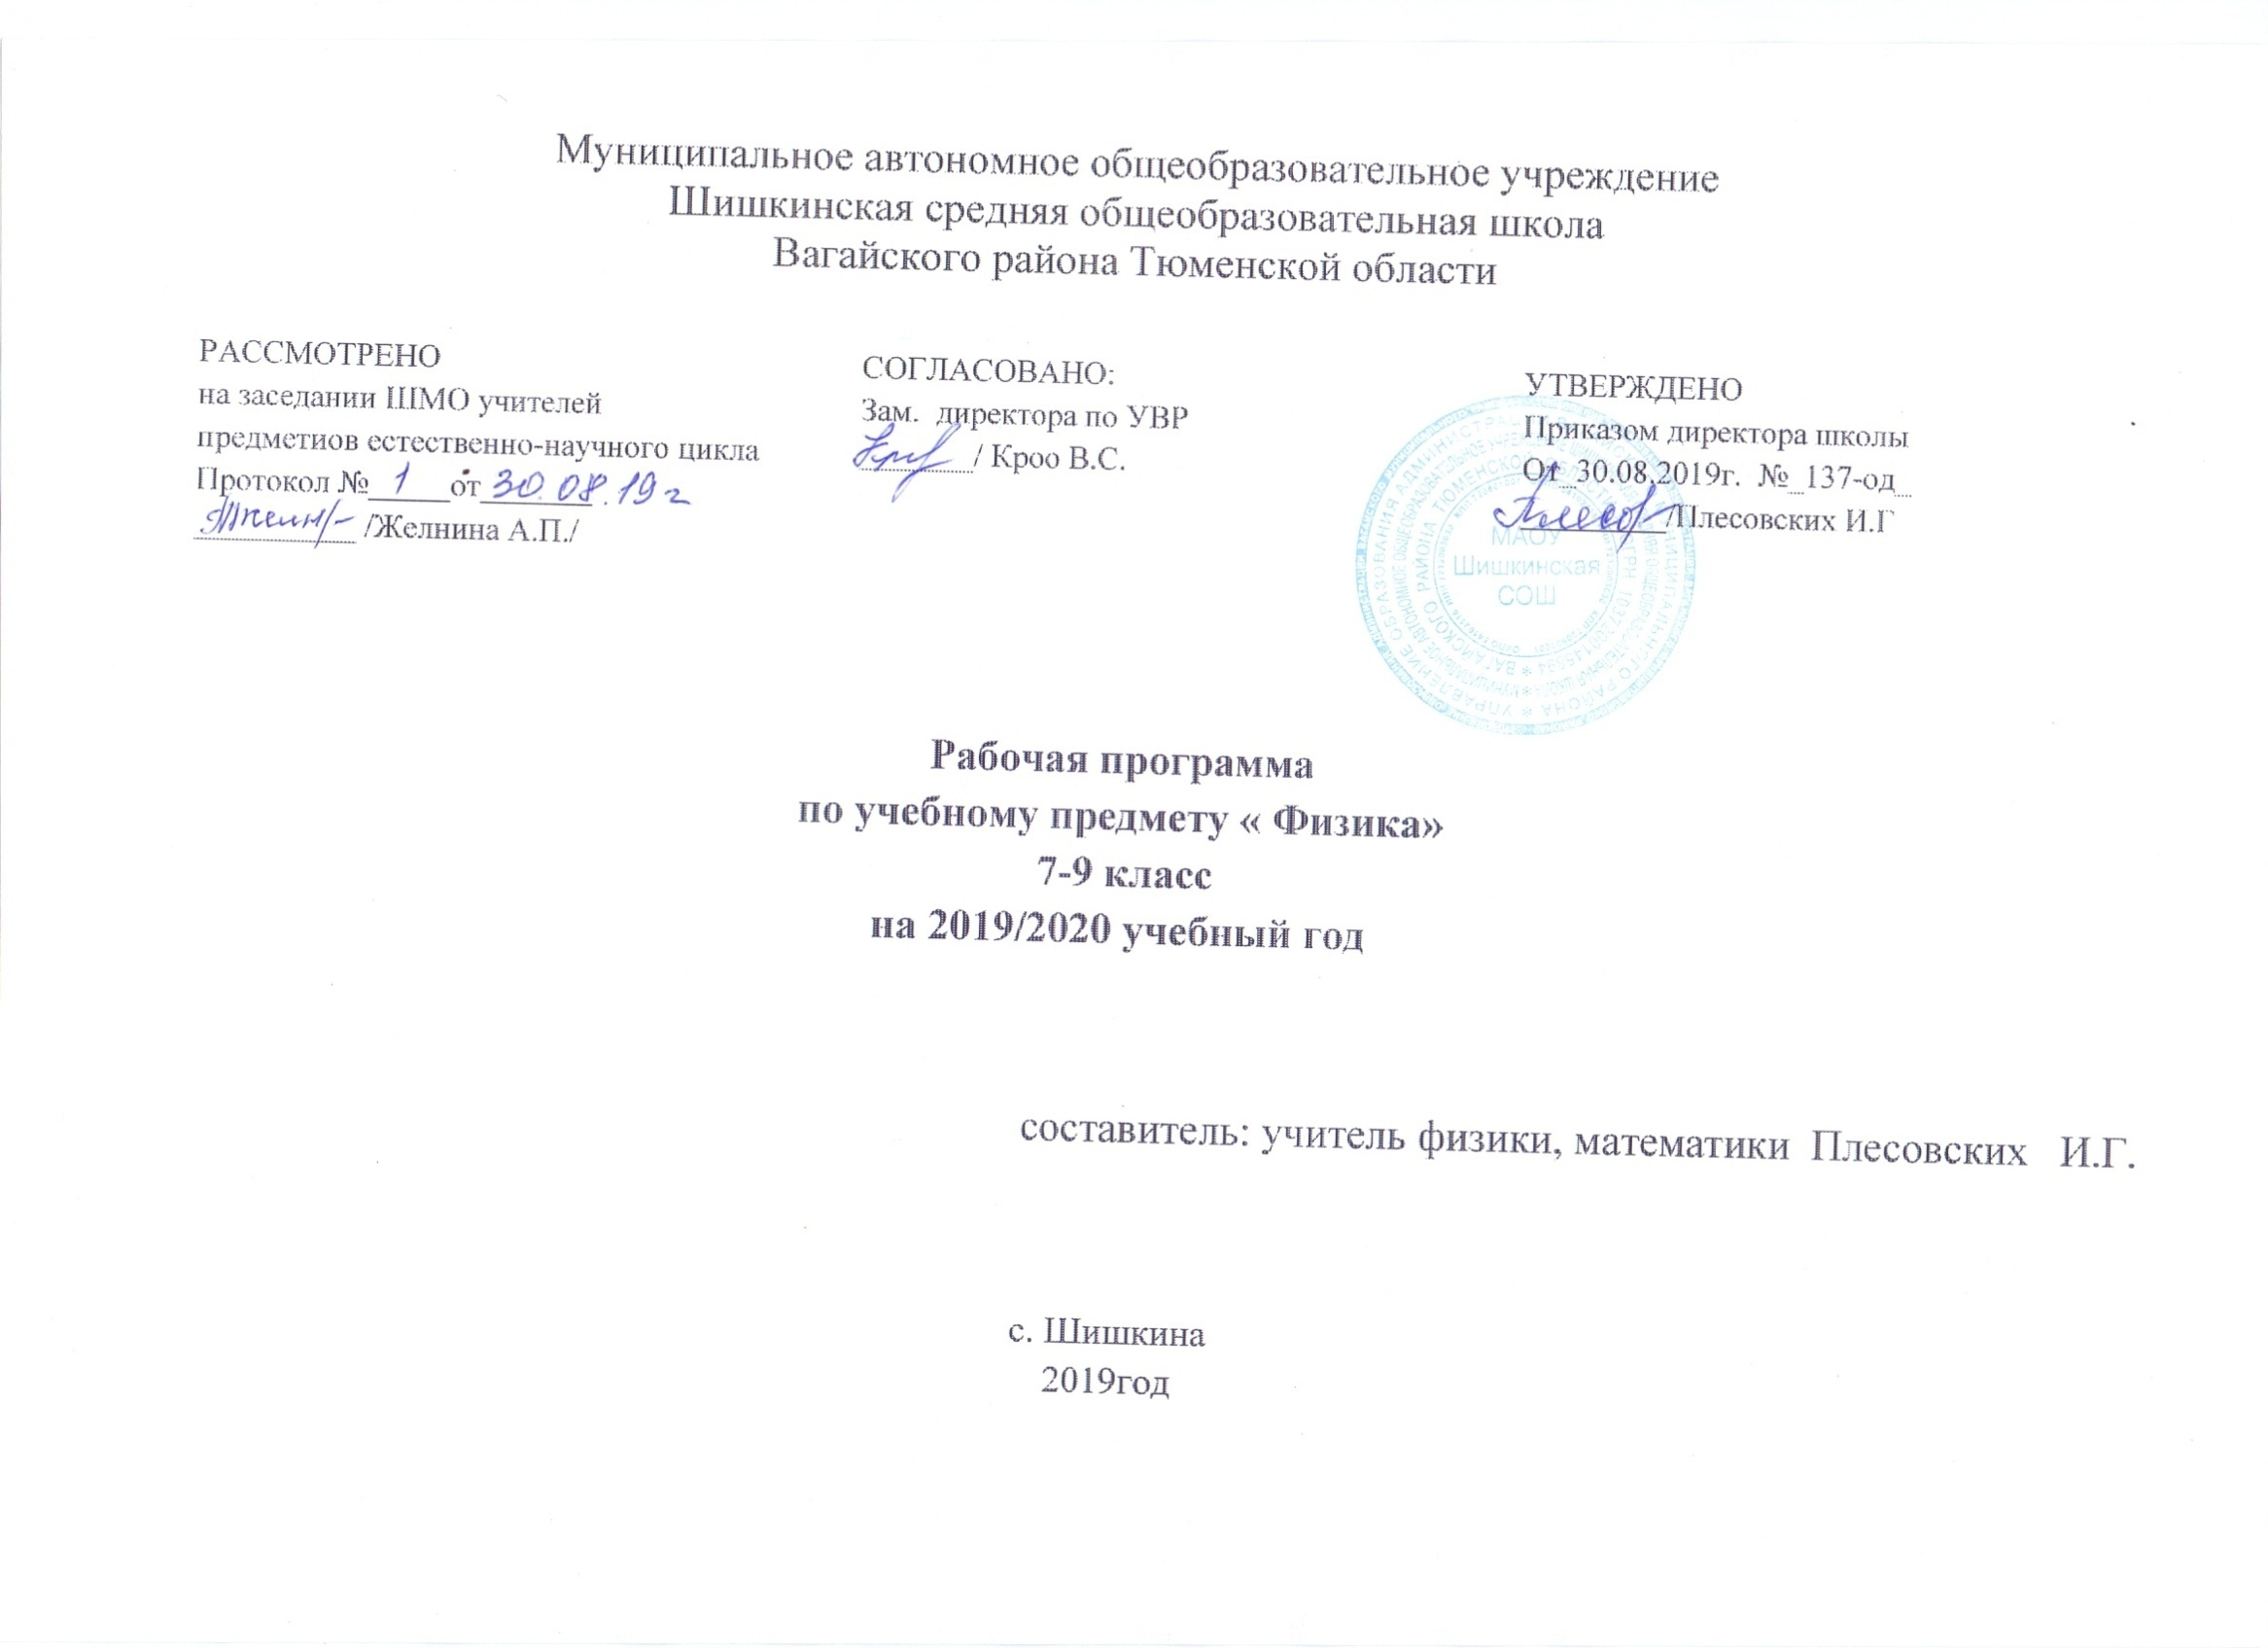 Муниципальное автономное общеобразовательное учреждение
Шишкинская средняя общеобразовательная школа
Вагайского района Тюменской области
РАССМОТРЕНО
на заседании ШМО учителей
предметиов естественно-научного цикла
Протокол № 1 от 30.08.19 г
/Желнина А.П./
СОГЛАСОВАНО:
Зам. директора по УВР
/ Кроо В.С.
УТВЕРЖДЕНО
Приказом директора школы
От 30.08.2019г. № 137-од
/Плесовских И.Г
МАОУ
Шишкинская
СОШ
Рабочая программа
по учебному предмету « Физика»
7-9 класс
на 2019/2020 учебный год
составитель: учитель физики, математики Плесовских И.Г.
с. Шишкина
2019год